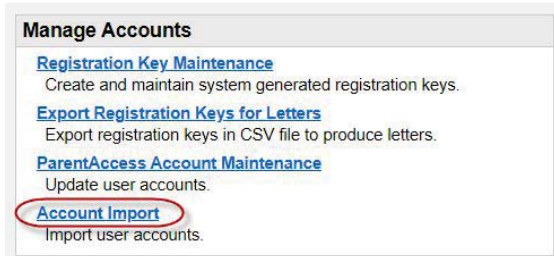 Manage Accounts
Registration Key Maintenance
Create and maintain system generated registration keys.
Export Registration Keys for Letters
Export registration keys in CSV file to produce letters.
ParentAccess Account Maintenance
Update user accounts.
Account Import
Import user accounts.